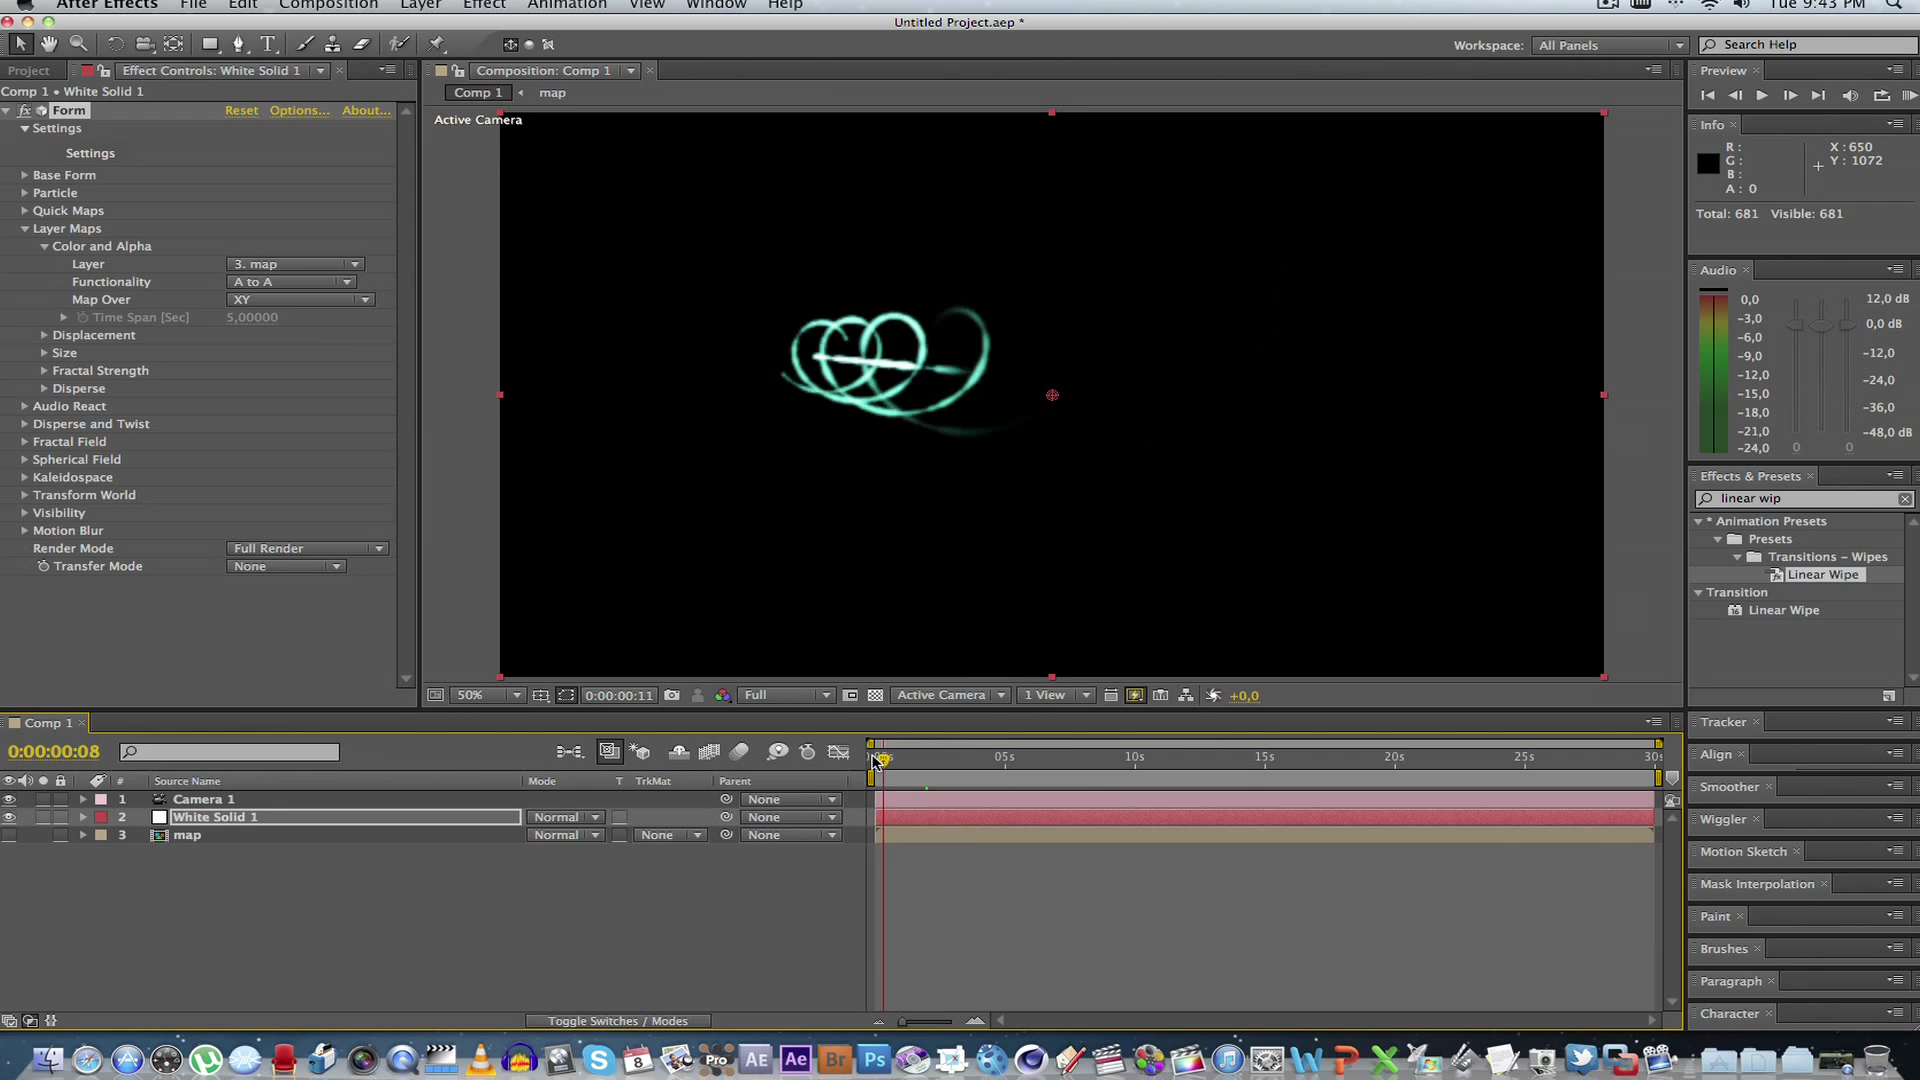 After Effects File Edit Composition Layer Effect Animation View Window Help Tue 9:43 PM
Untitled Project.aep *
Workspace: All Panels Search Help
Project Effect Controls: White Solid 1 Composition: Comp 1 Preview
Comp 1 • White Solid 1 Comp 1 map
Form Reset Options... About... Active Camera
Settings
Settings
Base Form
Particle
Quick Maps
Layer Maps
Color and Alpha
Layer 3. map
Functionality A to A
Map Over XY
Time Span [Sec] 5,00000
Displacement
Size
Fractal Strength
Disperse
Audio React
Disperse and Twist
Fractal Field
Spherical Field
Kaleidospace
Transform World
Visibility
Motion Blur
Render Mode Full Render
Transfer Mode None
50% 0:00:00:11 Full Active Camera 1 View +0,0
Info
R : X : 650
G : Y : 1072
B :
A : 0
Total: 681 Visible: 681
Audio
0,0 12,0 dB
-3,0 0,0 dB
-6,0
-9,0 -12,0
-12,0
-15,0 -24,0
-18,0 -36,0
-21,0
-24,0 0 0 -48,0 dB
Effects & Presets
linear wip
* Animation Presets
Presets
Transitions – Wipes
Linear Wipe
Transition
Linear Wipe
Tracker
Align
Smoother
Wiggler
Motion Sketch
Mask Interpolation
Paint
Brushes
Paragraph
Character
Comp 1
0:00:00:08
05s 10s 15s 20s 25s 30s
# Source Name Mode T TrkMat Parent
1 Camera 1 None
2 White Solid 1 Normal None
3 map Normal None None
Toggle Switches / Modes
8 Pro AE Ae Br Ps